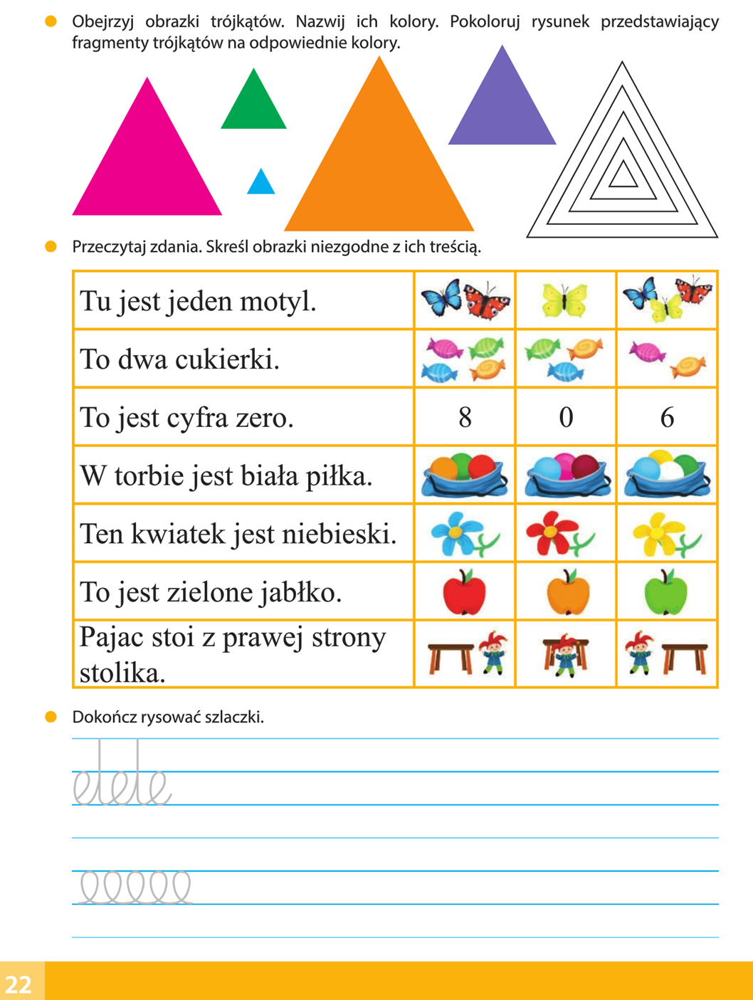 Obejrzyj obrazki trójkątów. Nazwij ich kolory. Pokoloruj rysunek przedstawiający
fragmenty trójkątów na odpowiednie kolory.
Przeczytaj zdania. Skreśl obrazki niezgodne z ich treścią.
Tu jest jeden motyl.
To dwa cukierki.
To jest cyfra zero. 8 0 6
W torbie jest biała piłka.
Ten kwiatek jest niebieski.
To jest zielone jabłko.
Pajac stoi z prawej strony
stolika.
Dokończ rysować szlaczki.
elele
eeeee
22